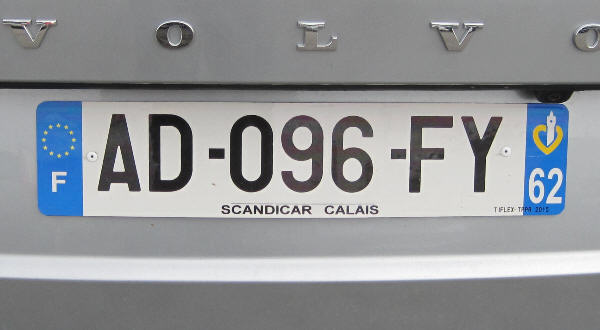 VOLVO
AD-096-FY
F
62
SCANDICAR CALAIS
TIFLEX-TPPR 2015